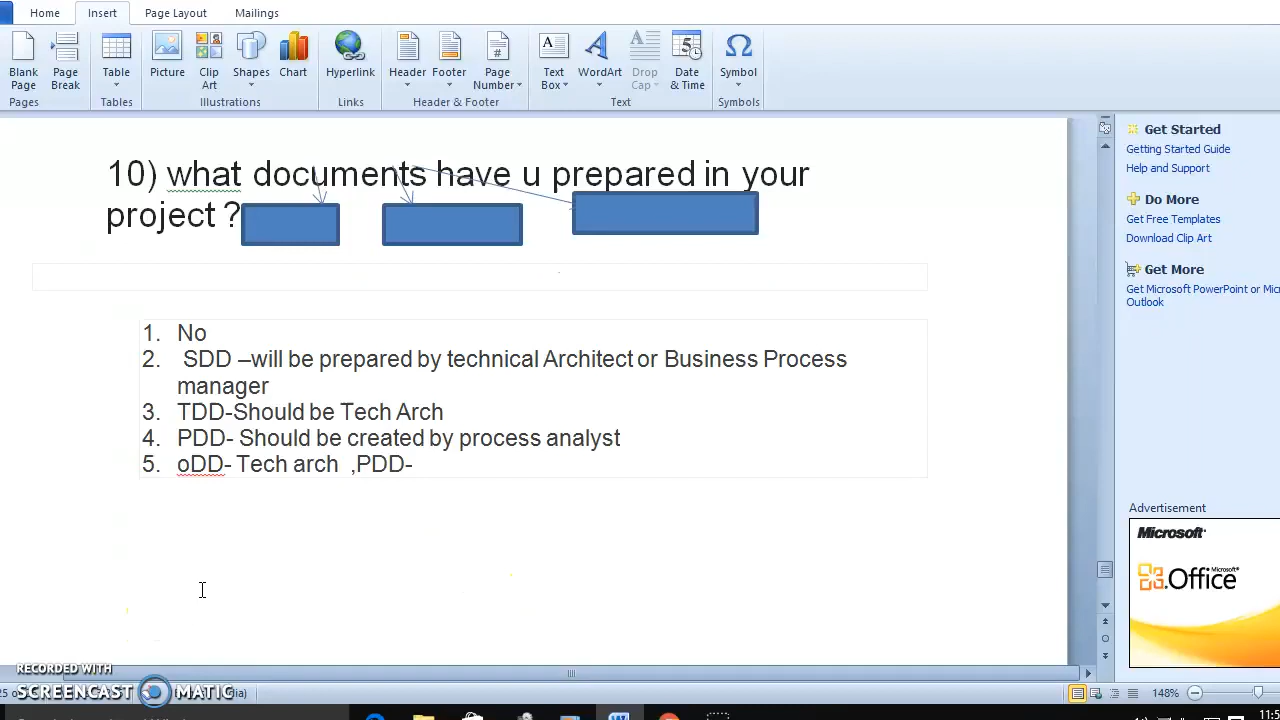 Home Insert Page Layout Mailings
Blank Page
Page Break
Table
Picture
Clip Art
Shapes
Chart
Hyperlink
Header
Footer
Page Number
Text Box
WordArt
Drop Cap
Date & Time
Symbol
Pages Tables Illustrations Links Header & Footer Text Symbols
10) what documents have u prepared in your
project ?
1. No
2. SDD –will be prepared by technical Architect or Business Process
manager
3. TDD-Should be Tech Arch
4. PDD- Should be created by process analyst
5. oDD- Tech arch ,PDD-
Get Started
Getting Started Guide
Help and Support
Do More
Get Free Templates
Download Clip Art
Get More
Get Microsoft PowerPoint or
Outlook
Advertisement
Microsoft
Microsoft
Office
RECORDED WITH
SCREENCAST MATIC
148%